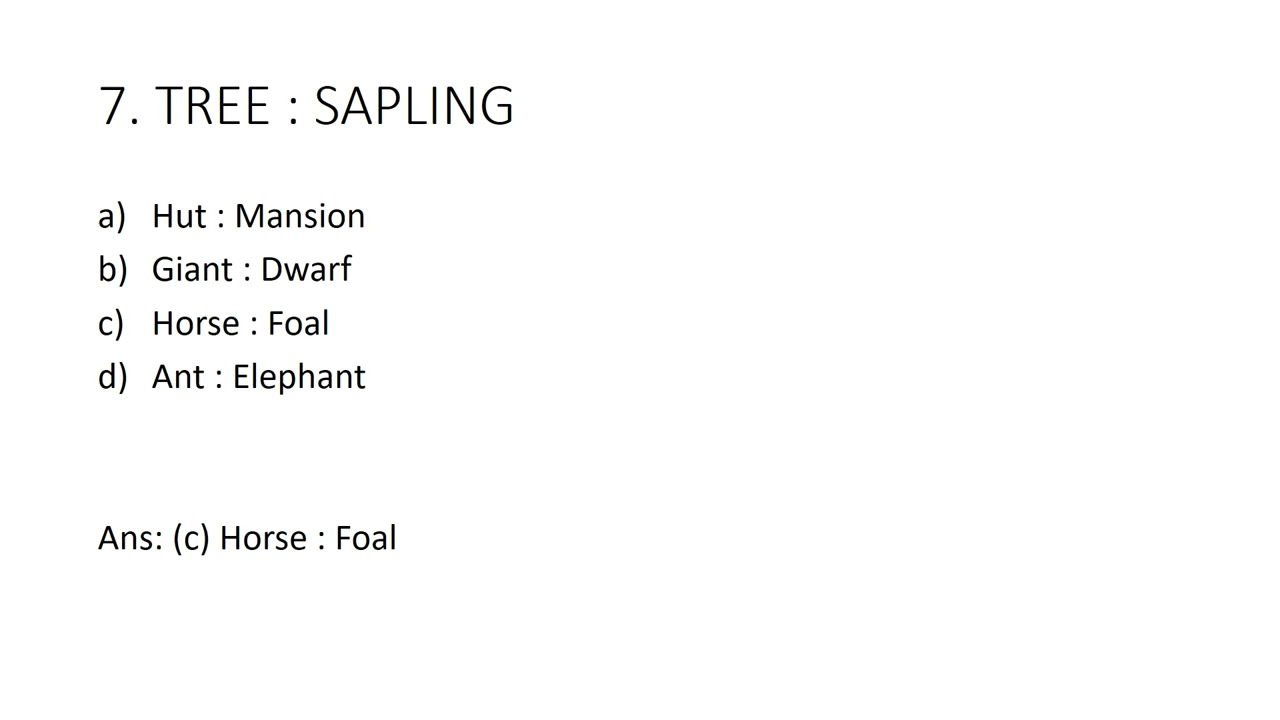 7. TREE : SAPLING
a) Hut : Mansion
b) Giant : Dwarf
c) Horse : Foal
d) Ant : Elephant
Ans: (c) Horse : Foal